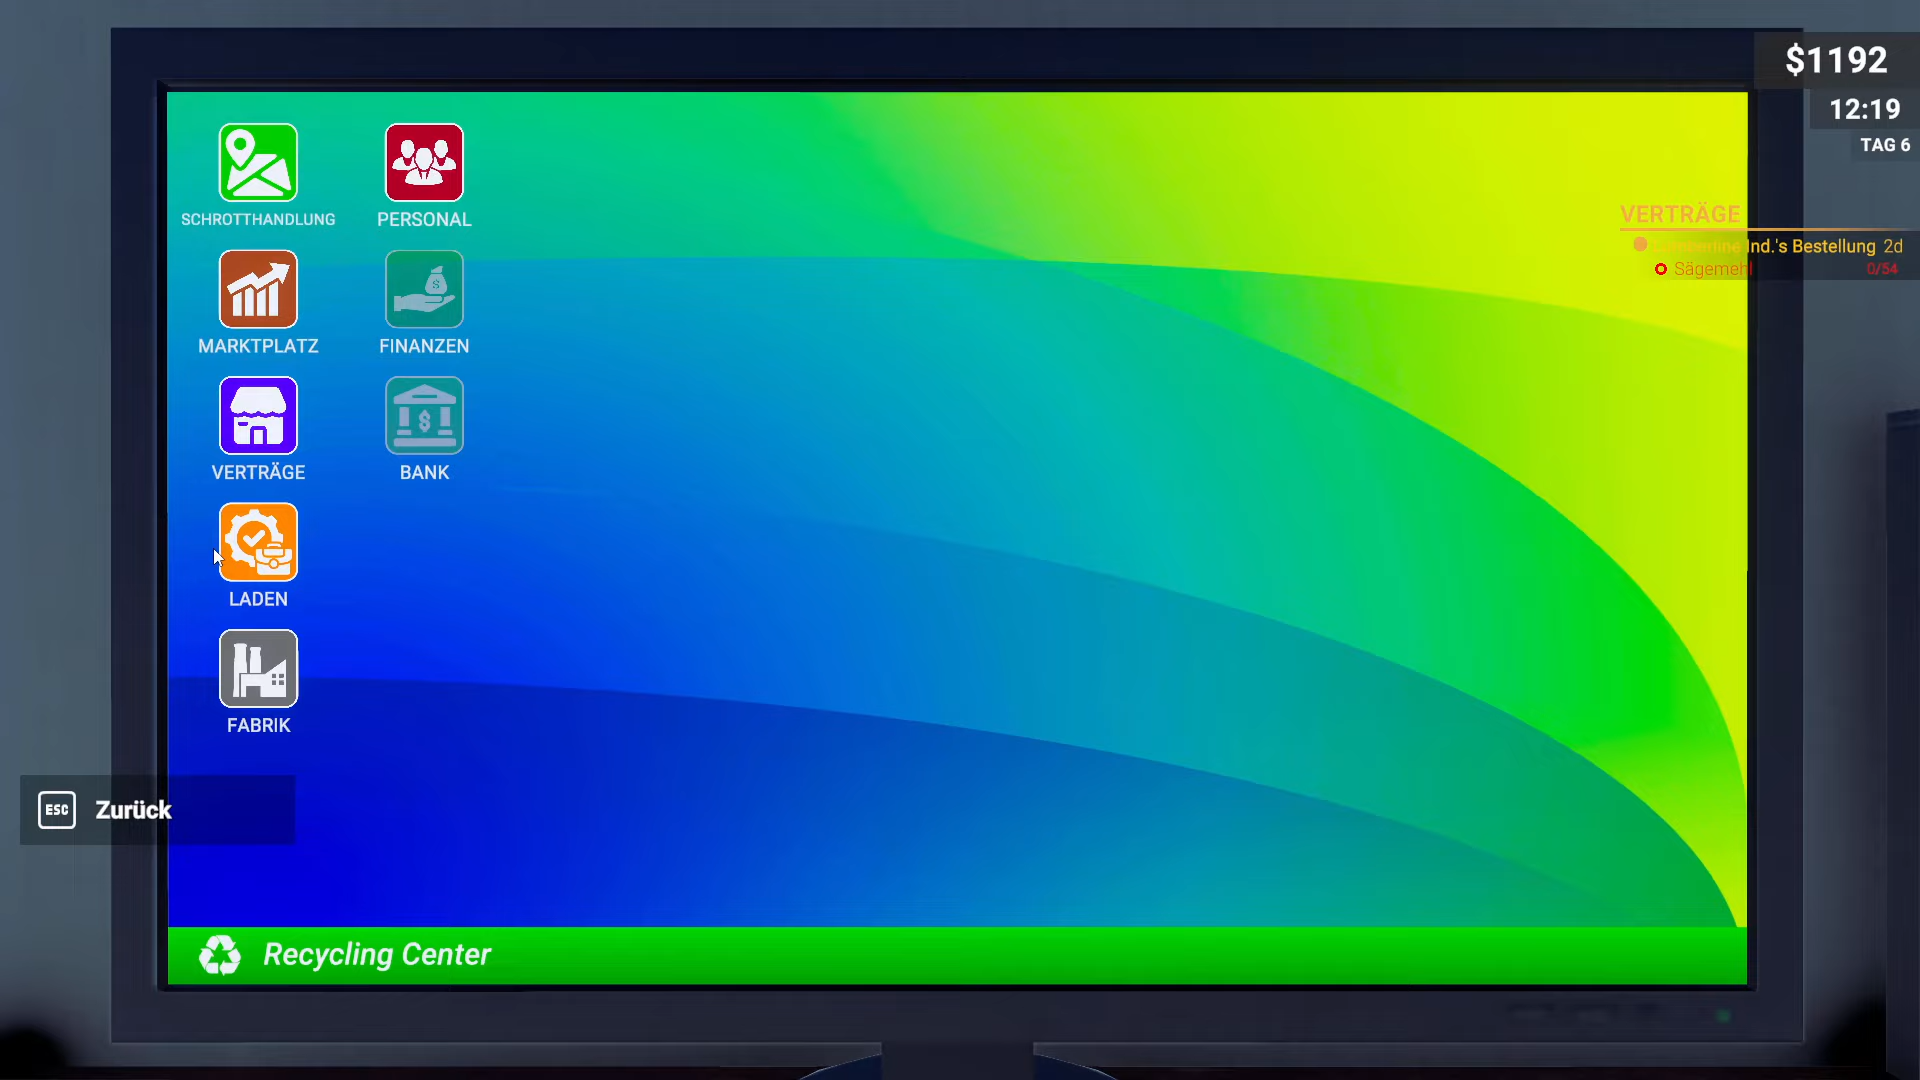 $1192
12:19
TAG 6
SCHROTTHANDLUNG
PERSONAL
VERTRÄGE
Ind.'s Bestellung 2d
Sägemehl 0/54
MARKTPLATZ
FINANZEN
VERTRÄGE
BANK
LADEN
FABRIK
ESC Zurück
Recycling Center